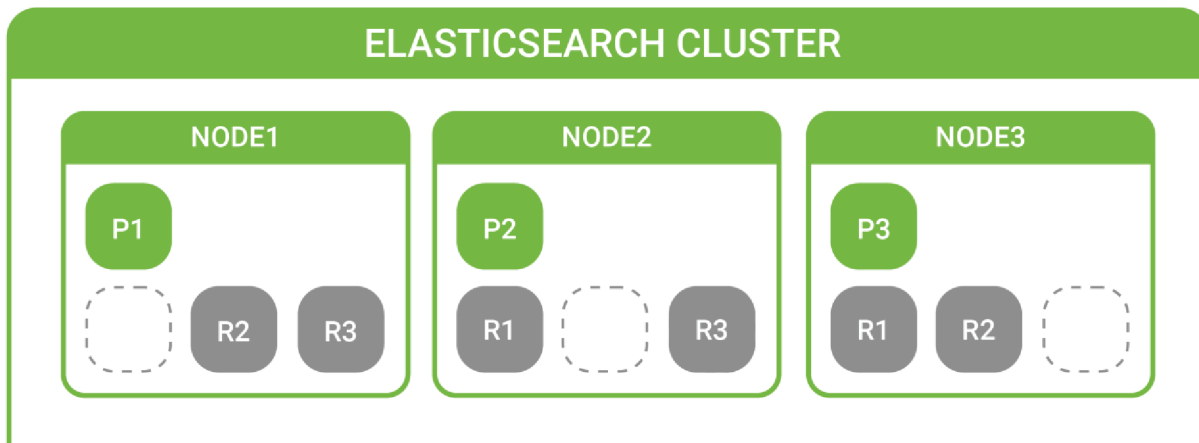 ELASTICSEARCH CLUSTER
NODE1 NODE2 NODE3
P1 P2 P3
R2 R3 R1 R3 R1 R2